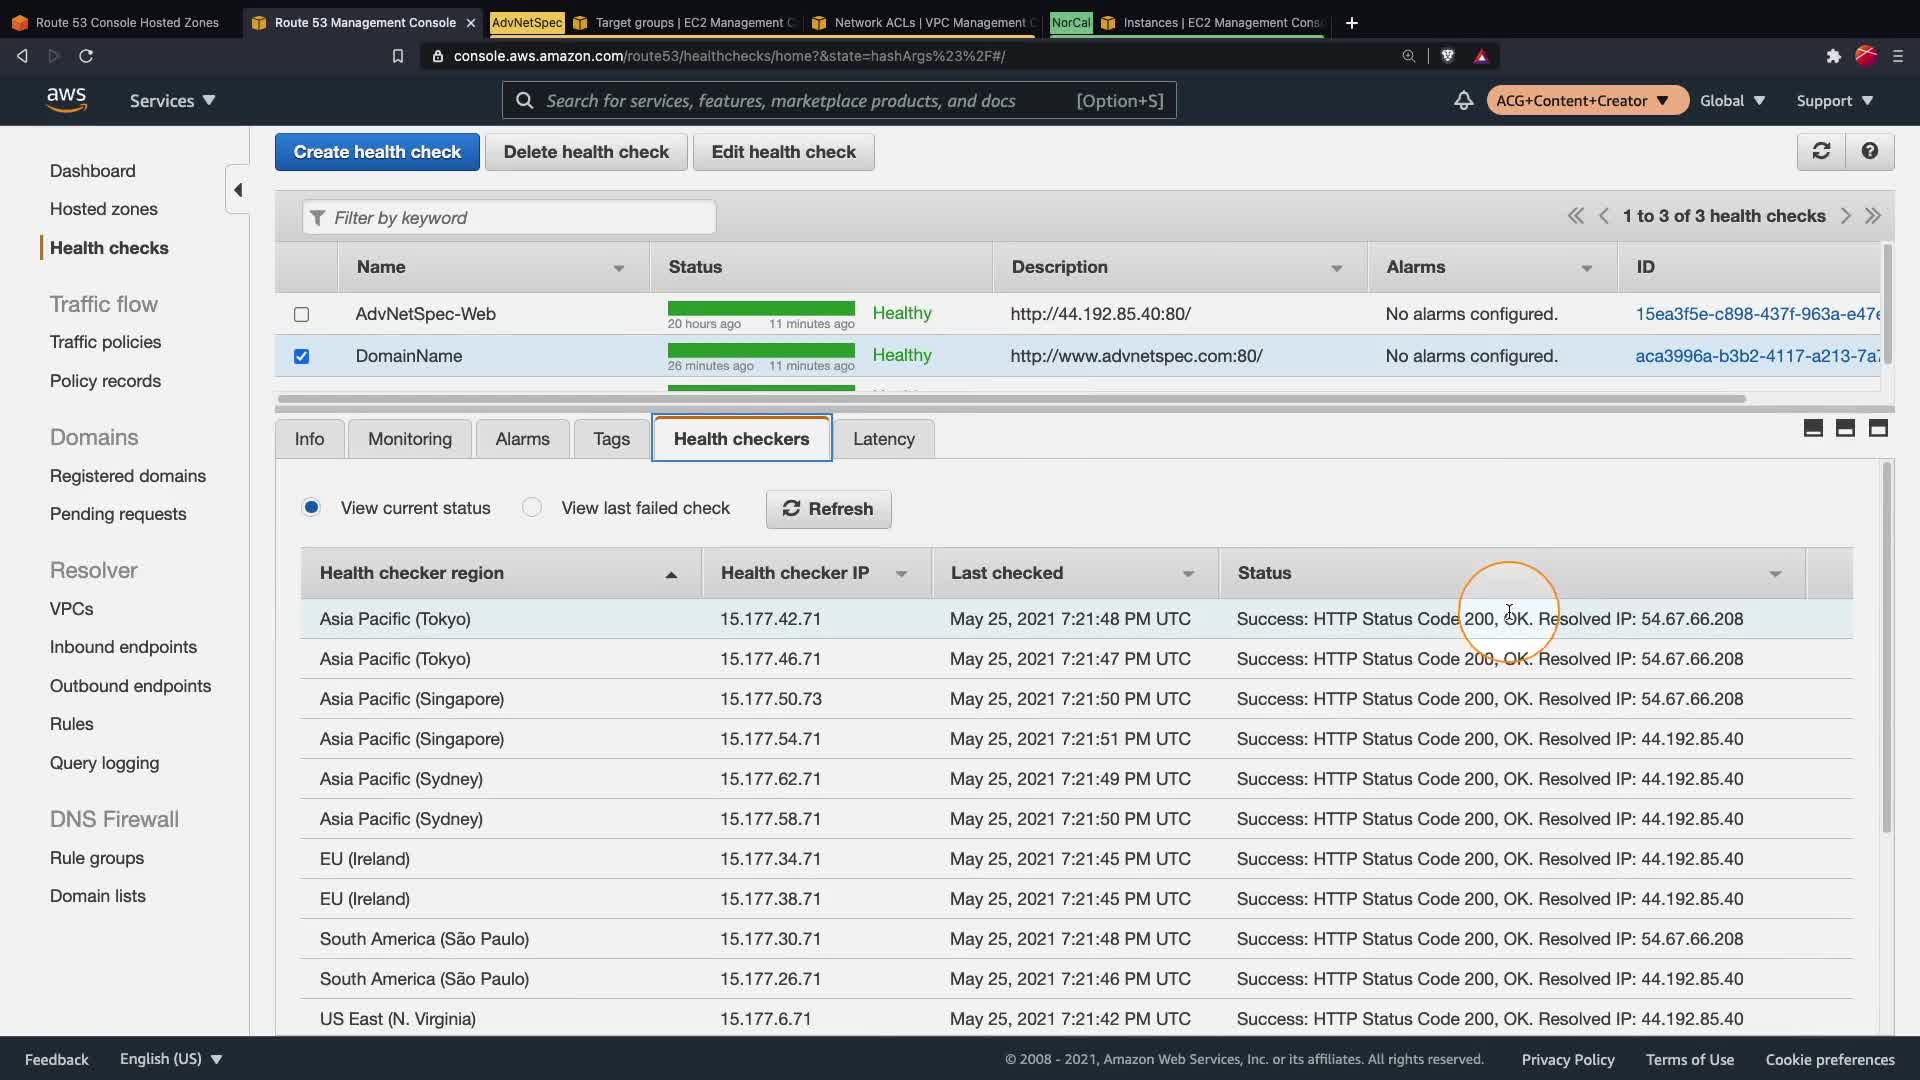 Route 53 Console Hosted Zones
Route 53 Management Console
AdvNetSpec
Target groups | EC2 Management C
Network ACLs | VPC Management C
NorCal
Instances | EC2 Management Cons
console.aws.amazon.com/route53/healthchecks/home?&state=hashArgs%23%2F#/
aws
Services
Search for services, features, marketplace products, and docs
[Option+S]
ACG+Content+Creator
Global
Support
Dashboard
Hosted zones
Health checks
Traffic flow
Traffic policies
Policy records
Domains
Registered domains
Pending requests
Resolver
VPCs
Inbound endpoints
Outbound endpoints
Rules
Query logging
DNS Firewall
Rule groups
Domain lists
Create health check
Delete health check
Edit health check
Filter by keyword
1 to 3 of 3 health checks
Name Status Description Alarms ID
AdvNetSpec-Web Healthy http://44.192.85.40:80/ No alarms configured. 15ea3f5e-c898-437f-963a-e47e
20 hours ago 11 minutes ago
DomainName Healthy http://www.advnetspec.com:80/ No alarms configured. aca3996a-b3b2-4117-a213-7a7
26 minutes ago 11 minutes ago
Info Monitoring Alarms Tags Health checkers Latency
View current status View last failed check Refresh
Health checker region Health checker IP Last checked Status
Asia Pacific (Tokyo) 15.177.42.71 May 25, 2021 7:21:48 PM UTC Success: HTTP Status Code 200, OK. Resolved IP: 54.67.66.208
Asia Pacific (Tokyo) 15.177.46.71 May 25, 2021 7:21:47 PM UTC Success: HTTP Status Code 200, OK. Resolved IP: 54.67.66.208
Asia Pacific (Singapore) 15.177.50.73 May 25, 2021 7:21:50 PM UTC Success: HTTP Status Code 200, OK. Resolved IP: 54.67.66.208
Asia Pacific (Singapore) 15.177.54.71 May 25, 2021 7:21:51 PM UTC Success: HTTP Status Code 200, OK. Resolved IP: 44.192.85.40
Asia Pacific (Sydney) 15.177.62.71 May 25, 2021 7:21:49 PM UTC Success: HTTP Status Code 200, OK. Resolved IP: 44.192.85.40
Asia Pacific (Sydney) 15.177.58.71 May 25, 2021 7:21:50 PM UTC Success: HTTP Status Code 200, OK. Resolved IP: 44.192.85.40
EU (Ireland) 15.177.34.71 May 25, 2021 7:21:45 PM UTC Success: HTTP Status Code 200, OK. Resolved IP: 44.192.85.40
EU (Ireland) 15.177.38.71 May 25, 2021 7:21:45 PM UTC Success: HTTP Status Code 200, OK. Resolved IP: 44.192.85.40
South America (São Paulo) 15.177.30.71 May 25, 2021 7:21:48 PM UTC Success: HTTP Status Code 200, OK. Resolved IP: 54.67.66.208
South America (São Paulo) 15.177.26.71 May 25, 2021 7:21:46 PM UTC Success: HTTP Status Code 200, OK. Resolved IP: 44.192.85.40
US East (N. Virginia) 15.177.6.71 May 25, 2021 7:21:42 PM UTC Success: HTTP Status Code 200, OK. Resolved IP: 44.192.85.40
Feedback English (US) © 2008 - 2021, Amazon Web Services, Inc. or its affiliates. All rights reserved. Privacy Policy Terms of Use Cookie preferences